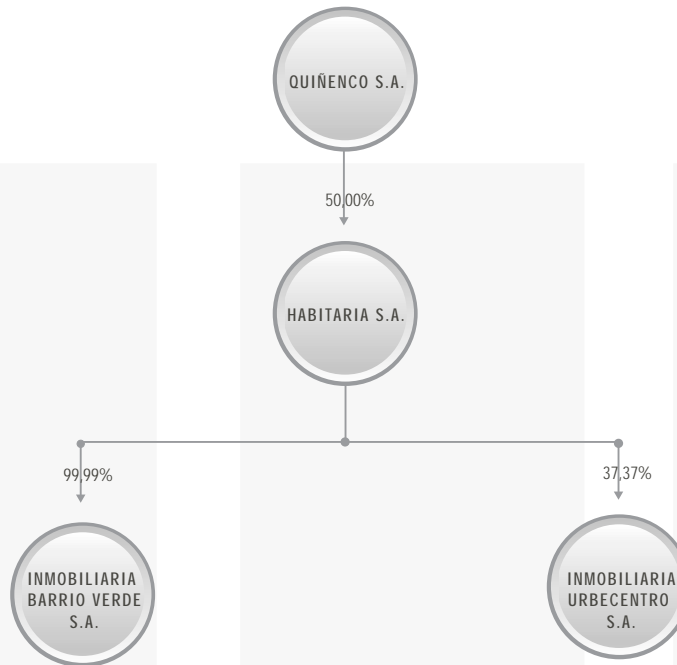 QUIÑENCO S.A.
50,00%
HABITARIA S.A.
99,99%
37,37%
INMOBILIARIA
BARRIO VERDE
S.A.
INMOBILIARIA
URBECENTRO
S.A.